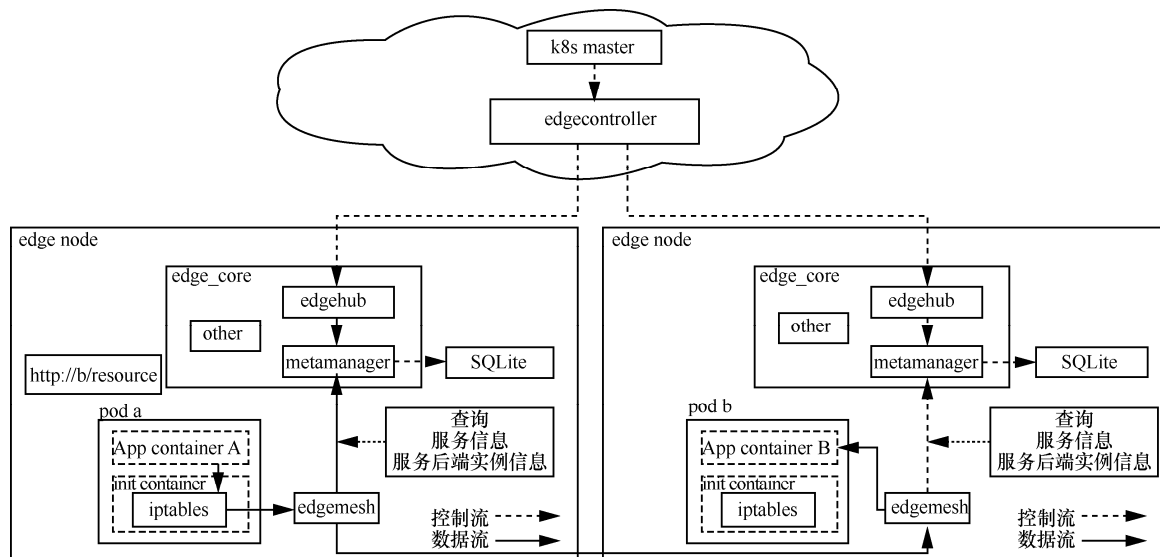 k8s master
edgecontroller
edge node
edge_core
edgehub
other
metamanager
SQLite
http://b/resource
pod a
App container A
init container
iptables
edgemesh
查询
服务信息
服务后端实例信息
控制流
数据流
edge node
edge_core
edgehub
other
metamanager
SQLite
pod b
App container B
init container
iptables
edgemesh
查询
服务信息
服务后端实例信息
控制流
数据流